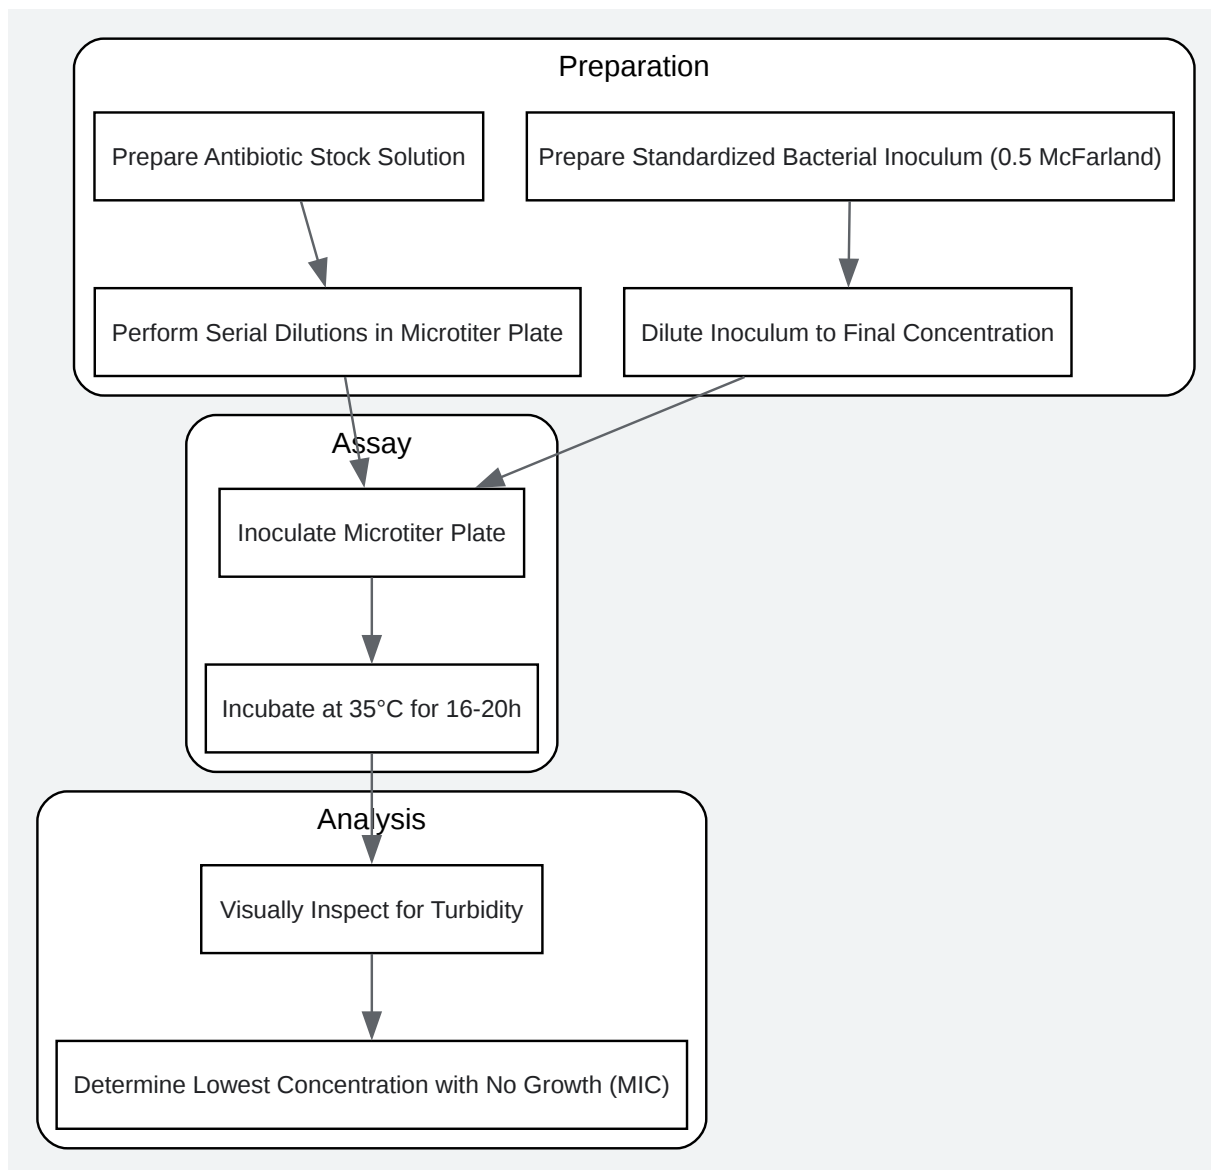 Preparation
Prepare Antibiotic Stock Solution
Prepare Standardized Bacterial Inoculum (0.5 McFarland)
Perform Serial Dilutions in Microtiter Plate
Dilute Inoculum to Final Concentration
Assay
Inoculate Microtiter Plate
Incubate at 35°C for 16-20h
Analysis
Visually Inspect for Turbidity
Determine Lowest Concentration with No Growth (MIC)